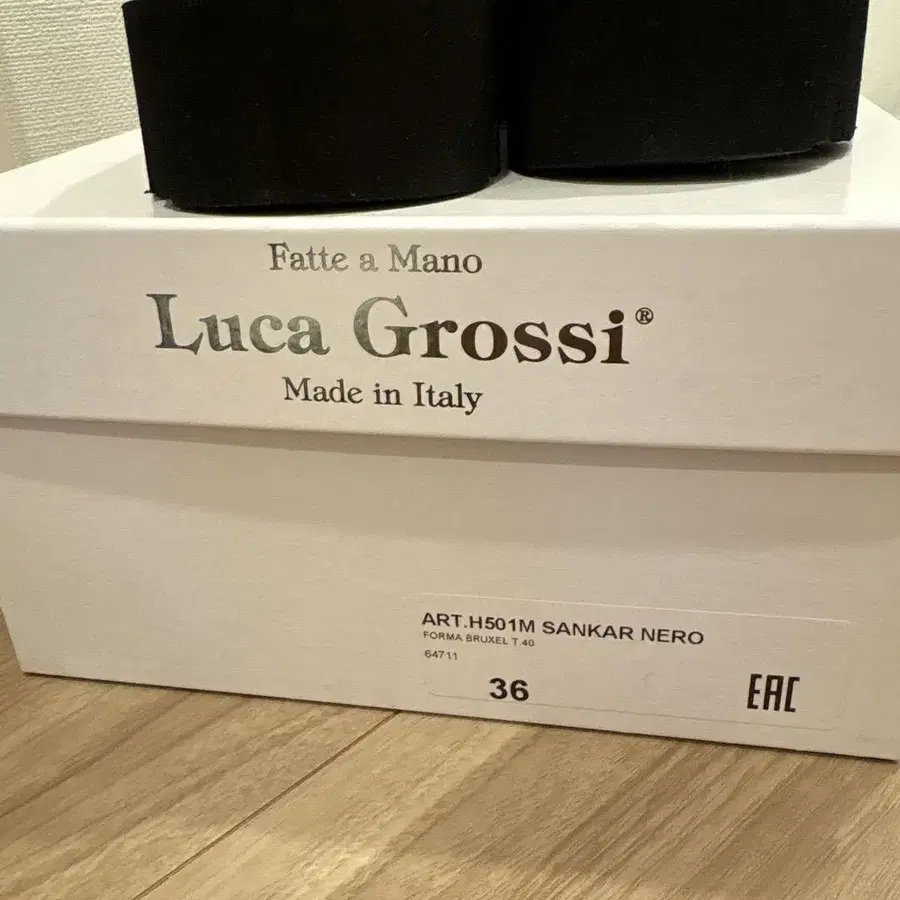 Fatte a Mano
Luca Grossi®
Made in Italy
ART.H501M SANKAR NERO
FORMA BRUXEL T.40
64711
36
EAC